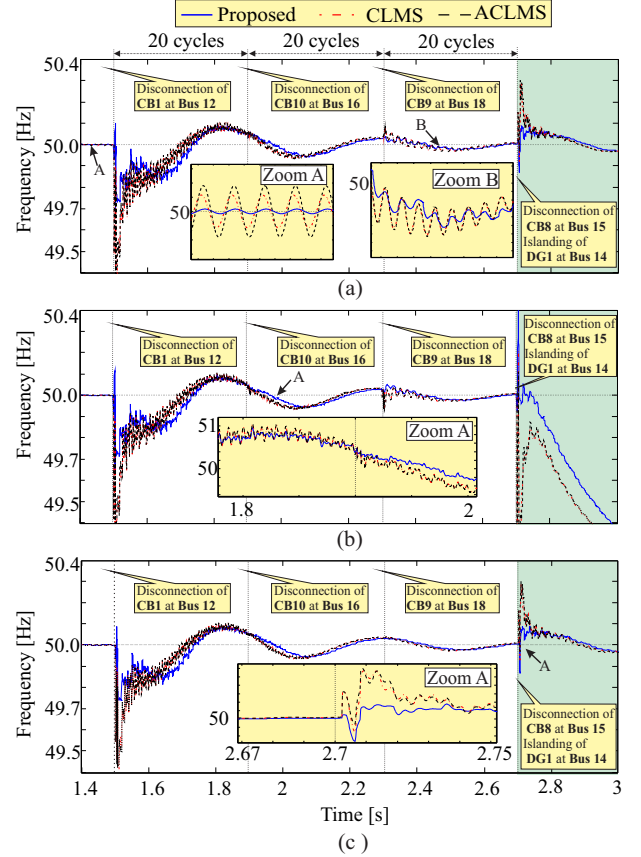 Proposed CLMS ACLMS
20 cycles 20 cycles 20 cycles
50.4
50.0
49.7
49.5
Frequency [Hz]
Disconnection of
CB1 at Bus 12
Disconnection of
CB10 at Bus 16
Disconnection of
CB9 at Bus 18
A
B
Zoom A
50
Zoom B
50
Disconnection of
CB8 at Bus 15
Islanding of
DG1 at Bus 14
(a)
50.4
50.0
49.7
49.5
Frequency [Hz]
Disconnection of
CB1 at Bus 12
Disconnection of
CB10 at Bus 16
Disconnection of
CB9 at Bus 18
Disconnection of
CB8 at Bus 15
Islanding of
DG1 at Bus 14
A
Zoom A
51
50
1.8 2
(b)
50.4
50.0
49.7
49.5
Frequency [Hz]
Disconnection of
CB1 at Bus 12
Disconnection of
CB10 at Bus 16
Disconnection of
CB9 at Bus 18
A
Zoom A
50
2.67 2.7 2.75
Disconnection of
CB8 at Bus 15
Islanding of
DG1 at Bus 14
1.4 1.6 1.8 2 2.2 2.4 2.6 2.8 3
Time [s]
(c )